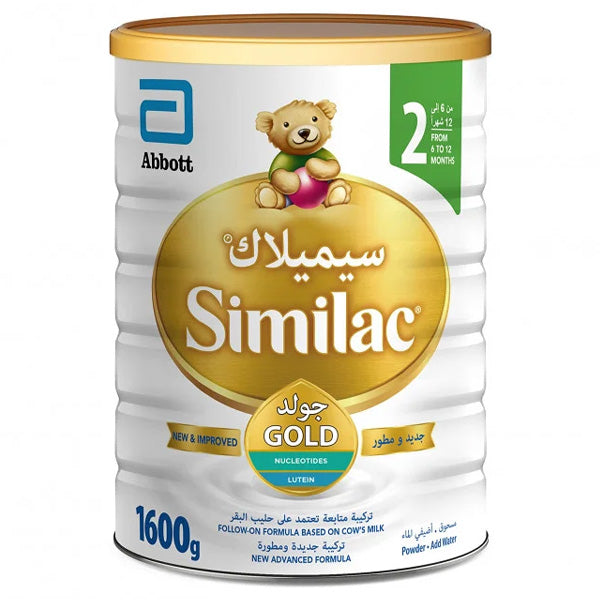 Abbott
2
من 6 إلى
12 شهراً
FROM
6 TO 12
MONTHS
سيميلاك®
Similac®
جولد
GOLD
NEW & IMPROVED
جديد و مطور
NUCLEOTIDES
LUTEIN
1600g
تركيبة متابعة تعتمد على حليب البقر
FOLLOW-ON FORMULA BASED ON COW'S MILK
تركيبة جديدة ومطورة
NEW ADVANCED FORMULA
مسحوق . أضيفي الماء
Powder • Add Water